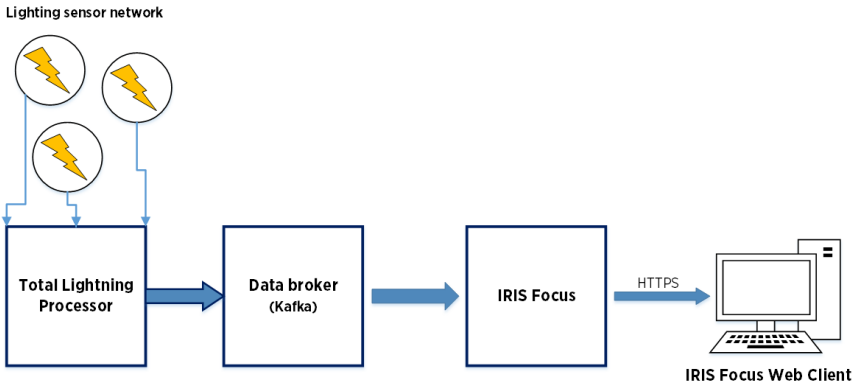 Lighting sensor network
Total Lightning
Processor
Data broker
(Kafka)
IRIS Focus
HTTPS
IRIS Focus Web Client